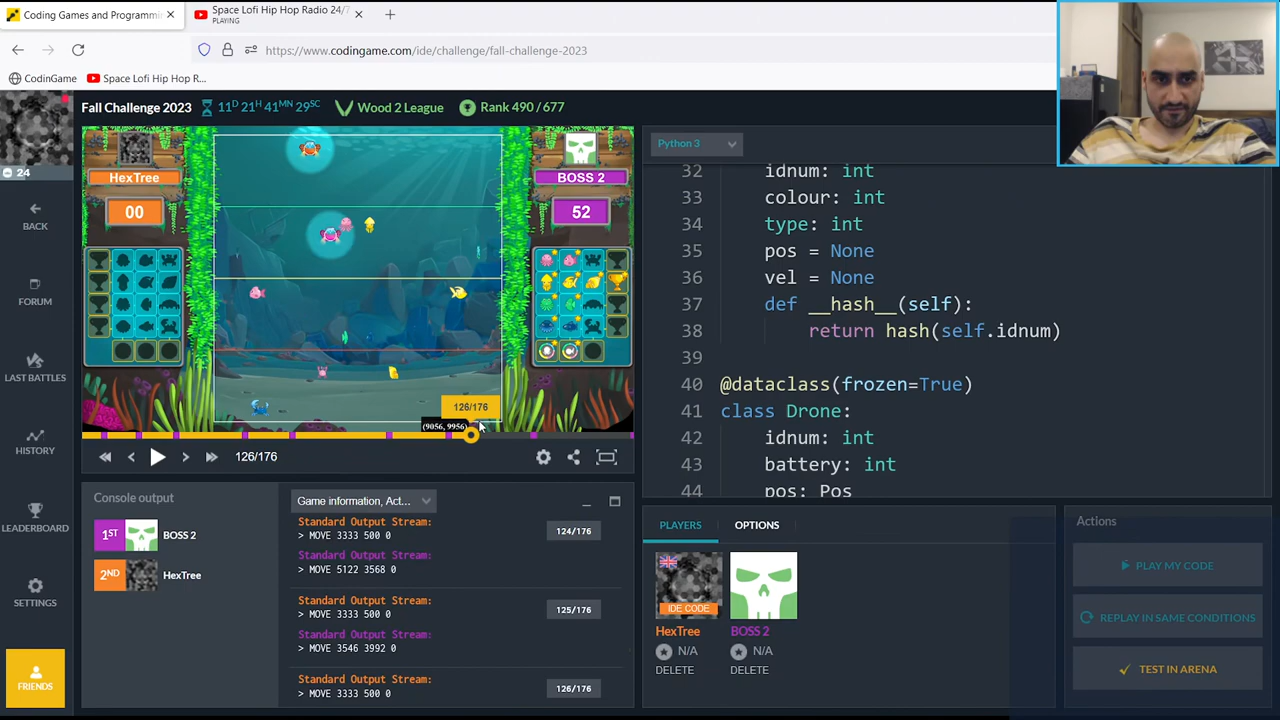 Coding Games and Programmi
Space Lofi Hip Hop Radio 24/7
PLAYING
https://www.codingame.com/ide/challenge/fall-challenge-2023
CodinGame
Space Lofi Hip Hop R...
Fall Challenge 2023
11D 21H 41MN 29SC
Wood 2 League
Rank 490 / 677
24
BACK
FORUM
LAST BATTLES
HISTORY
LEADERBOARD
SETTINGS
FRIENDS
HexTree
00
BOSS 2
52
126/176
(9056, 9956)
126/176
Console output
1ST BOSS 2
2ND HexTree
Game information, Act...
Standard Output Stream:
> MOVE 3333 500 0
124/176
Standard Output Stream:
> MOVE 5122 3568 0
Standard Output Stream:
> MOVE 3333 500 0
125/176
Standard Output Stream:
> MOVE 3546 3992 0
Standard Output Stream:
> MOVE 3333 500 0
126/176
Python 3
32 idnum: int
33 colour: int
34 type: int
35 pos = None
36 vel = None
37 def __hash__(self):
38 return hash(self.idnum)
39
40 @dataclass(frozen=True)
41 class Drone:
42 idnum: int
43 battery: int
44 pos: Pos
PLAYERS
OPTIONS
IDE CODE
HexTree
N/A
DELETE
BOSS 2
N/A
DELETE
Actions
PLAY MY CODE
REPLAY IN SAME CONDITIONS
TEST IN ARENA